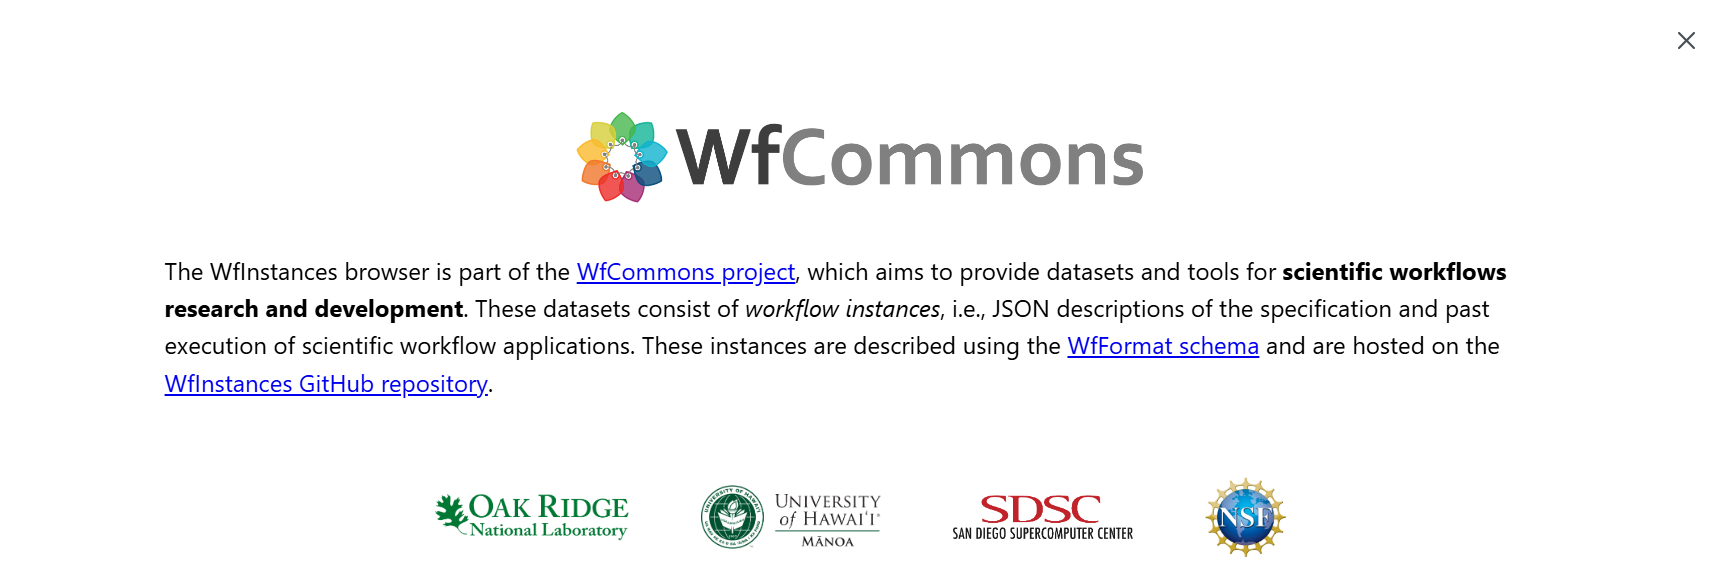 WfCommons
The WfInstances browser is part of the WfCommons project, which aims to provide datasets and tools for scientific workflows
research and development. These datasets consist of workflow instances, i.e., JSON descriptions of the specification and past
execution of scientific workflow applications. These instances are described using the WfFormat schema and are hosted on the
WfInstances GitHub repository.
OAK RIDGE
National Laboratory
UNIVERSITY
of HAWAIʻI®
MĀNOA
SDSC
SAN DIEGO SUPERCOMPUTER CENTER
NSF